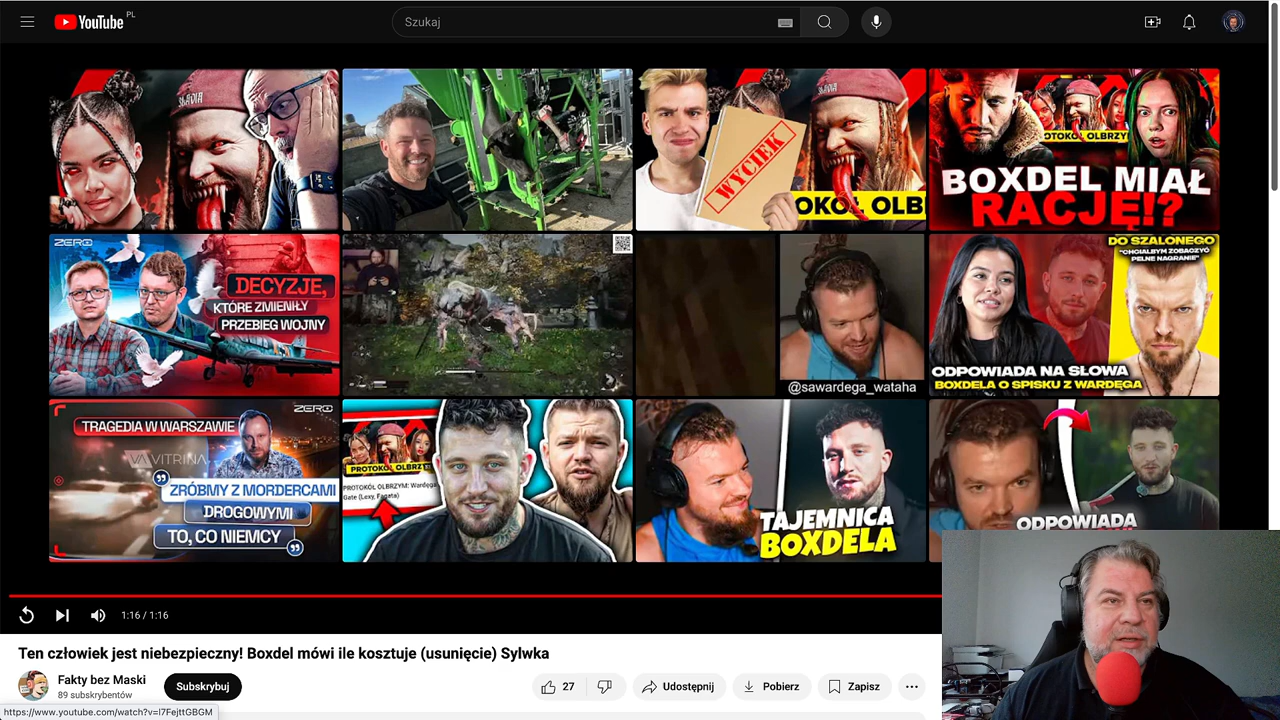 YouTube PL
Szukaj
SLAVIA
WYCIEK
OKÓŁ OLB
PROTOKÓŁ OLBRZYM
BOXDEL MIAŁ
RACJĘ!?
ZERO
DECYZJE,
KTÓRE ZMIENIŁY
PRZEBIEG WOJNY
@sawardega_wataha
DO SZALONEGO
"CHCIAŁBYM ZOBACZYĆ
PEŁNE NAGRANIE"
ODPOWIADA NA SŁOWA
BOXDELA O SPISKU Z WARDĘGĄ
ZERO
TRAGEDIA W WARSZAWIE
VITRINA
ZRÓBMY Z MORDERCAMI
DROGOWYMI
TO, CO NIEMCY
PROTOKÓŁ OLBRZY
PROTOKÓŁ OLBRZYM: Wardęga
Gate (Lexy, Fagata)
TAJEMNICA
BOXDELA
ODPOWIADA
1:16 / 1:16
Ten człowiek jest niebezpieczny! Boxdel mówi ile kosztuje (usunięcie) Sylwka
Fakty bez Maski
89 subskrybentów
Subskrybuj
27
Udostępnij
Pobierz
Zapisz
https://www.youtube.com/watch?v=l7FejttGBGM